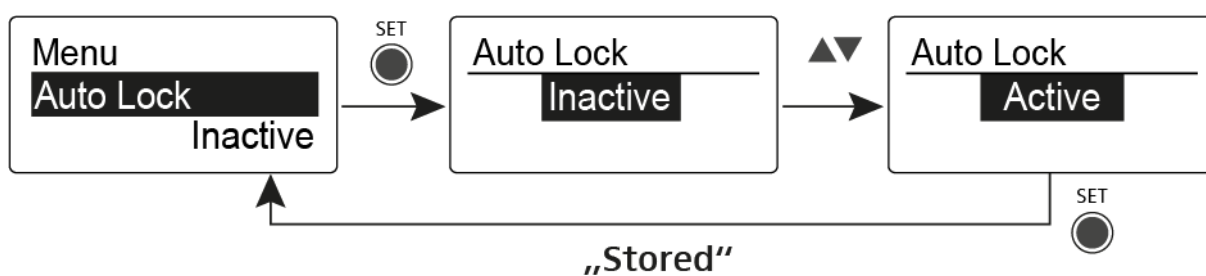 Menu
Auto Lock
Inactive
SET
Auto Lock
Inactive
Auto Lock
Active
SET
„Stored“